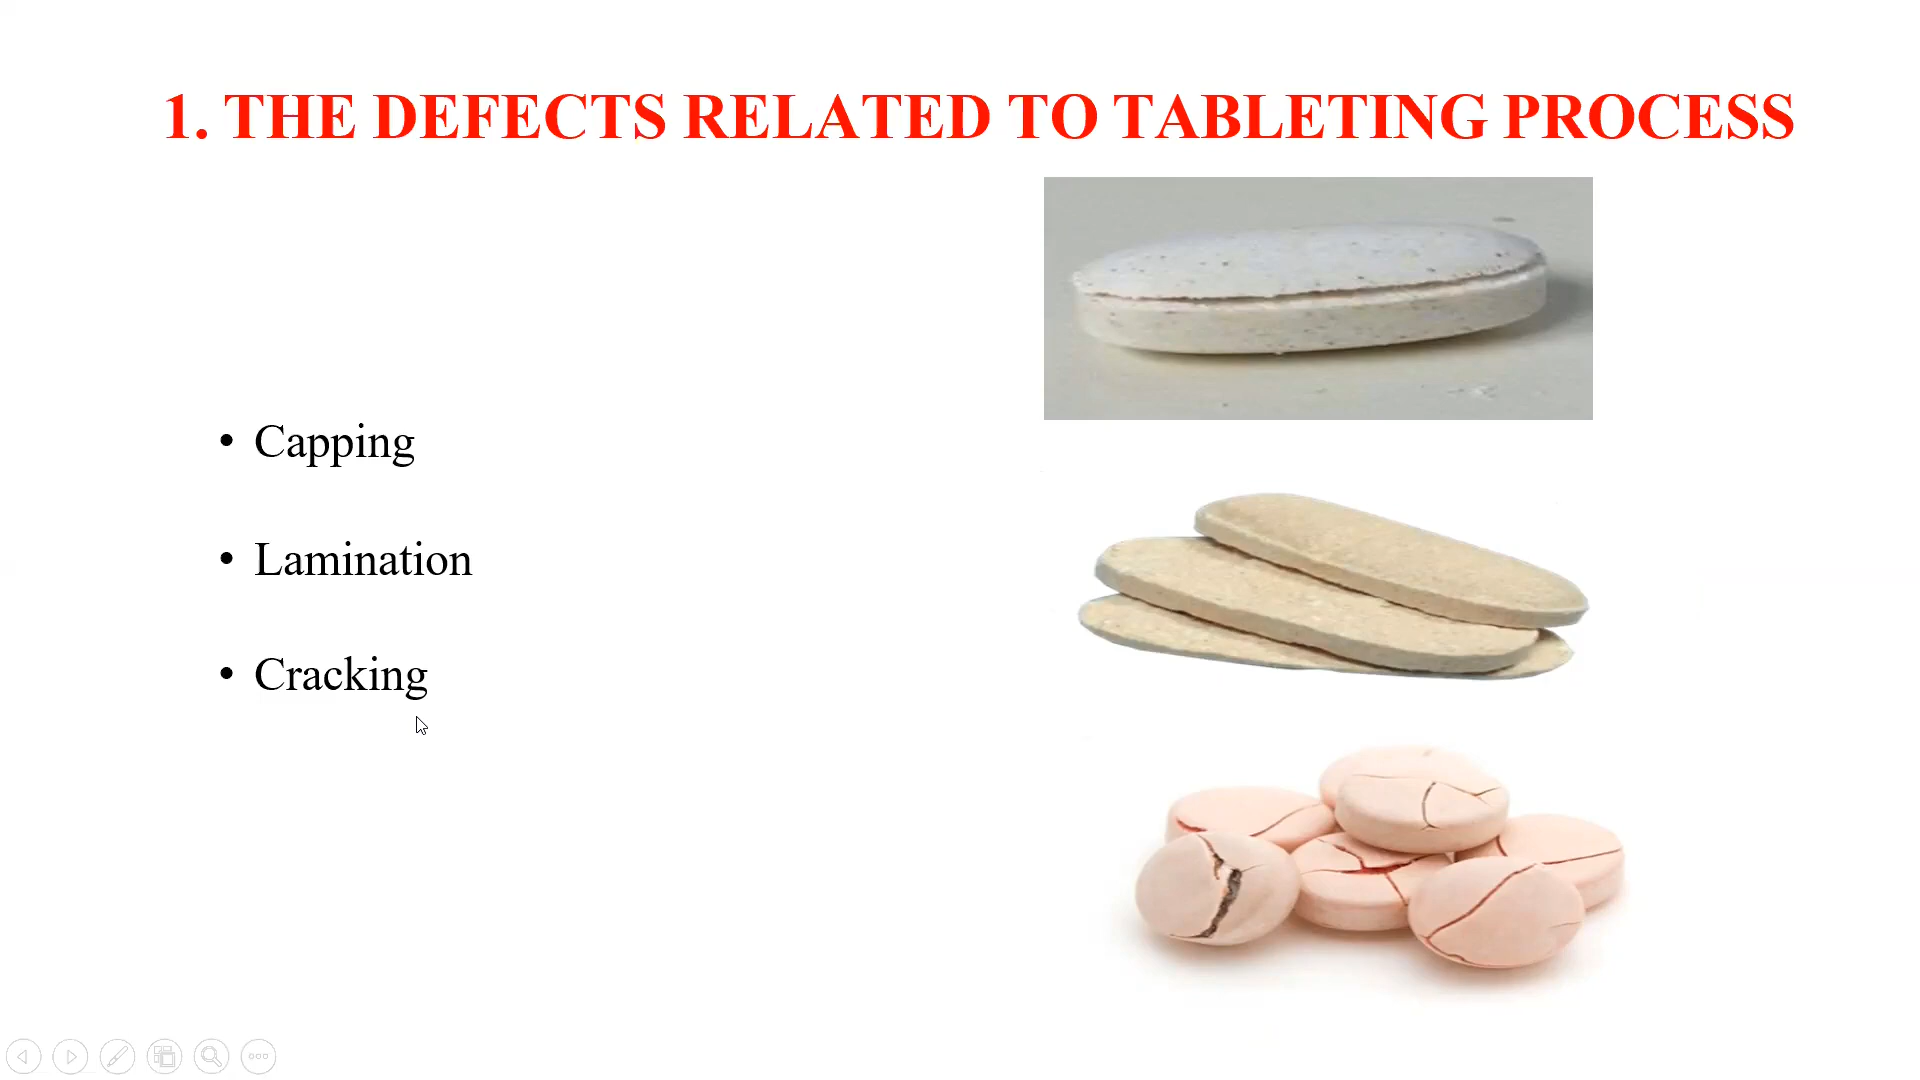 1. THE DEFECTS RELATED TO TABLETING PROCESS
• Capping
• Lamination
• Cracking